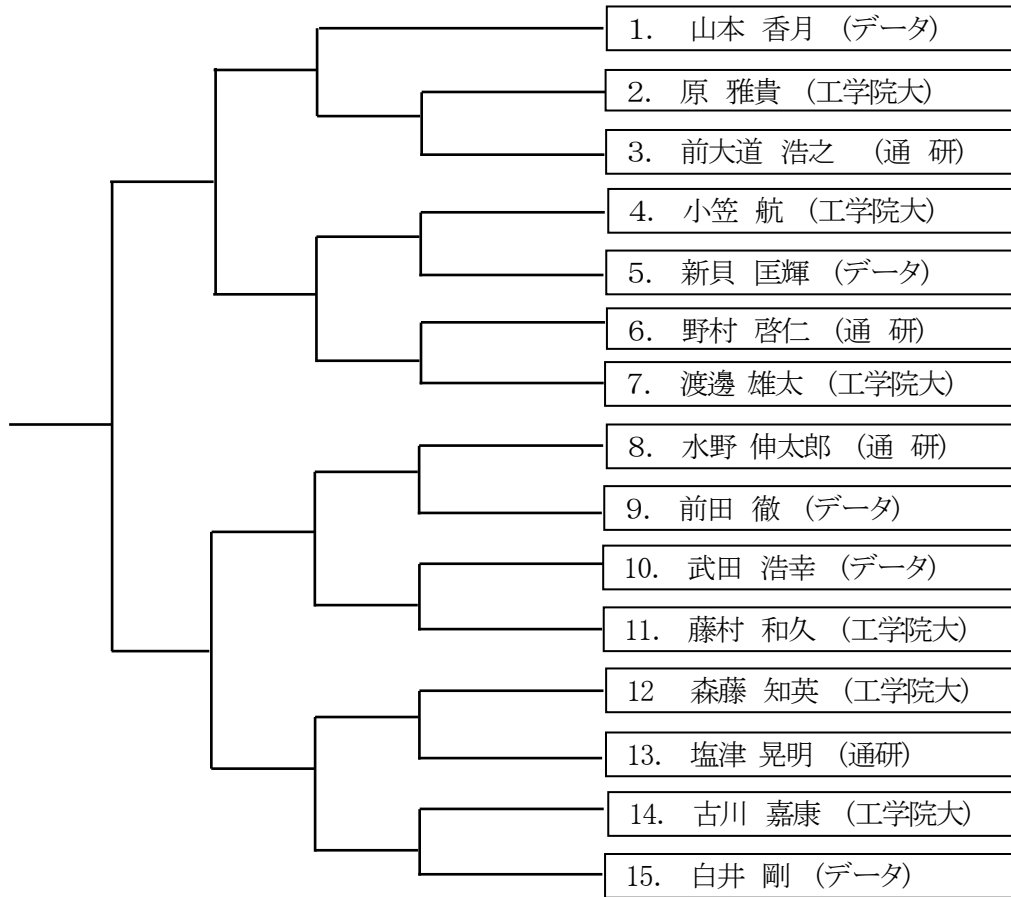 1. 山本 香月 (データ)
2. 原 雅貴 (工学院大)
3. 前大道 浩之 (通 研)
4. 小笠 航 (工学院大)
5. 新貝 匡輝 (データ)
6. 野村 啓仁 (通 研)
7. 渡邊 雄太 (工学院大)
8. 水野 伸太郎 (通 研)
9. 前田 徹 (データ)
10. 武田 浩幸 (データ)
11. 藤村 和久 (工学院大)
12 森藤 知英 (工学院大)
13. 塩津 晃明 (通研)
14. 古川 嘉康 (工学院大)
15. 白井 剛 (データ)